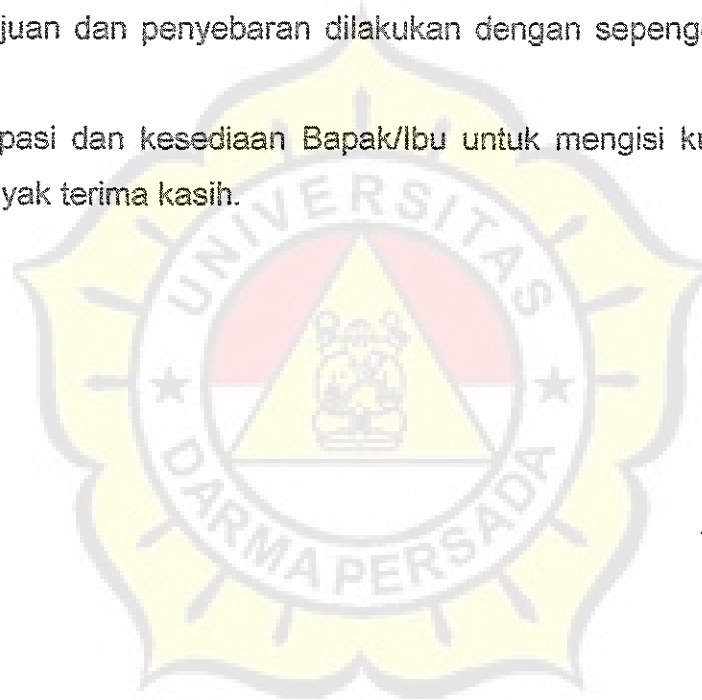 juan dan penyebaran dilakukan dengan sepeng
pasi dan kesediaan Bapak/Ibu untuk mengisi ku
yak terima kasih.
UNIVERSITAS
DARMA PERSADA